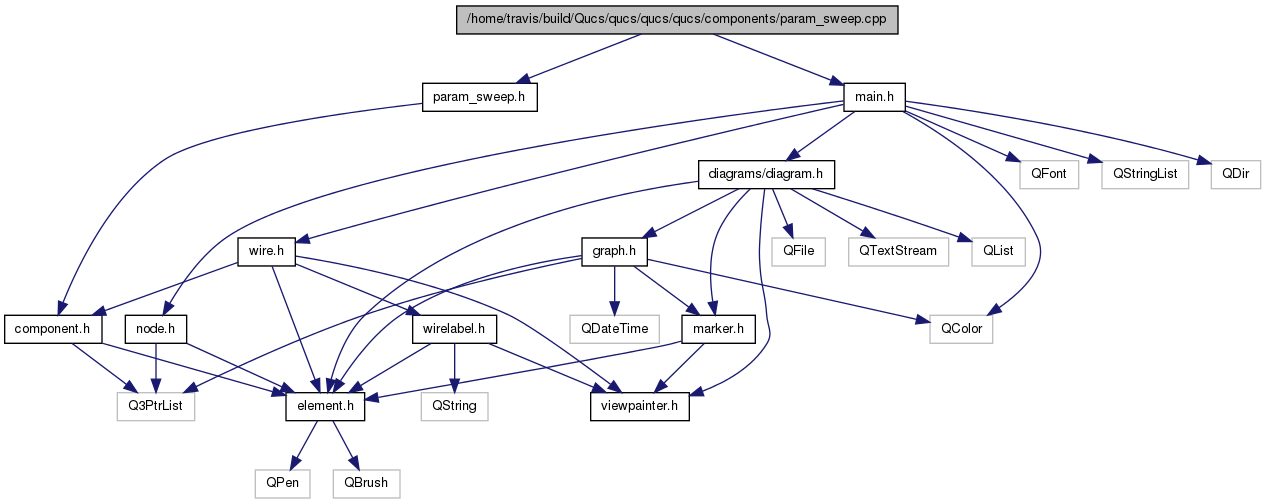 /home/travis/build/Qucs/qucs/qucs/qucs/components/param_sweep.cpp
param_sweep.h
main.h
diagrams/diagram.h
QFont
QStringList
QDir
wire.h
graph.h
QFile
QTextStream
QList
component.h
node.h
wirelabel.h
QDateTime
marker.h
QColor
Q3PtrList
element.h
QString
viewpainter.h
QPen
QBrush